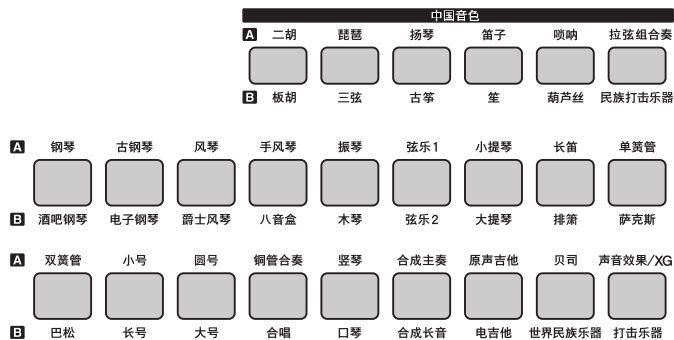 中国音色
A 二胡 琵琶 扬琴 笛子 唢呐 拉弦组合奏
B 板胡 三弦 古筝 笙 葫芦丝 民族打击乐器
A 钢琴 古钢琴 风琴 手风琴 振琴 弦乐1 小提琴 长笛 单簧管
B 酒吧钢琴 电子钢琴 爵士风琴 八音盒 木琴 弦乐2 大提琴 排箫 萨克斯
A 双簧管 小号 圆号 铜管合奏 竖琴 合成主奏 原声吉他 贝司 声音效果/XG
B 巴松 长号 大号 合唱 口琴 合成长音 电吉他 世界民族乐器 打击乐器